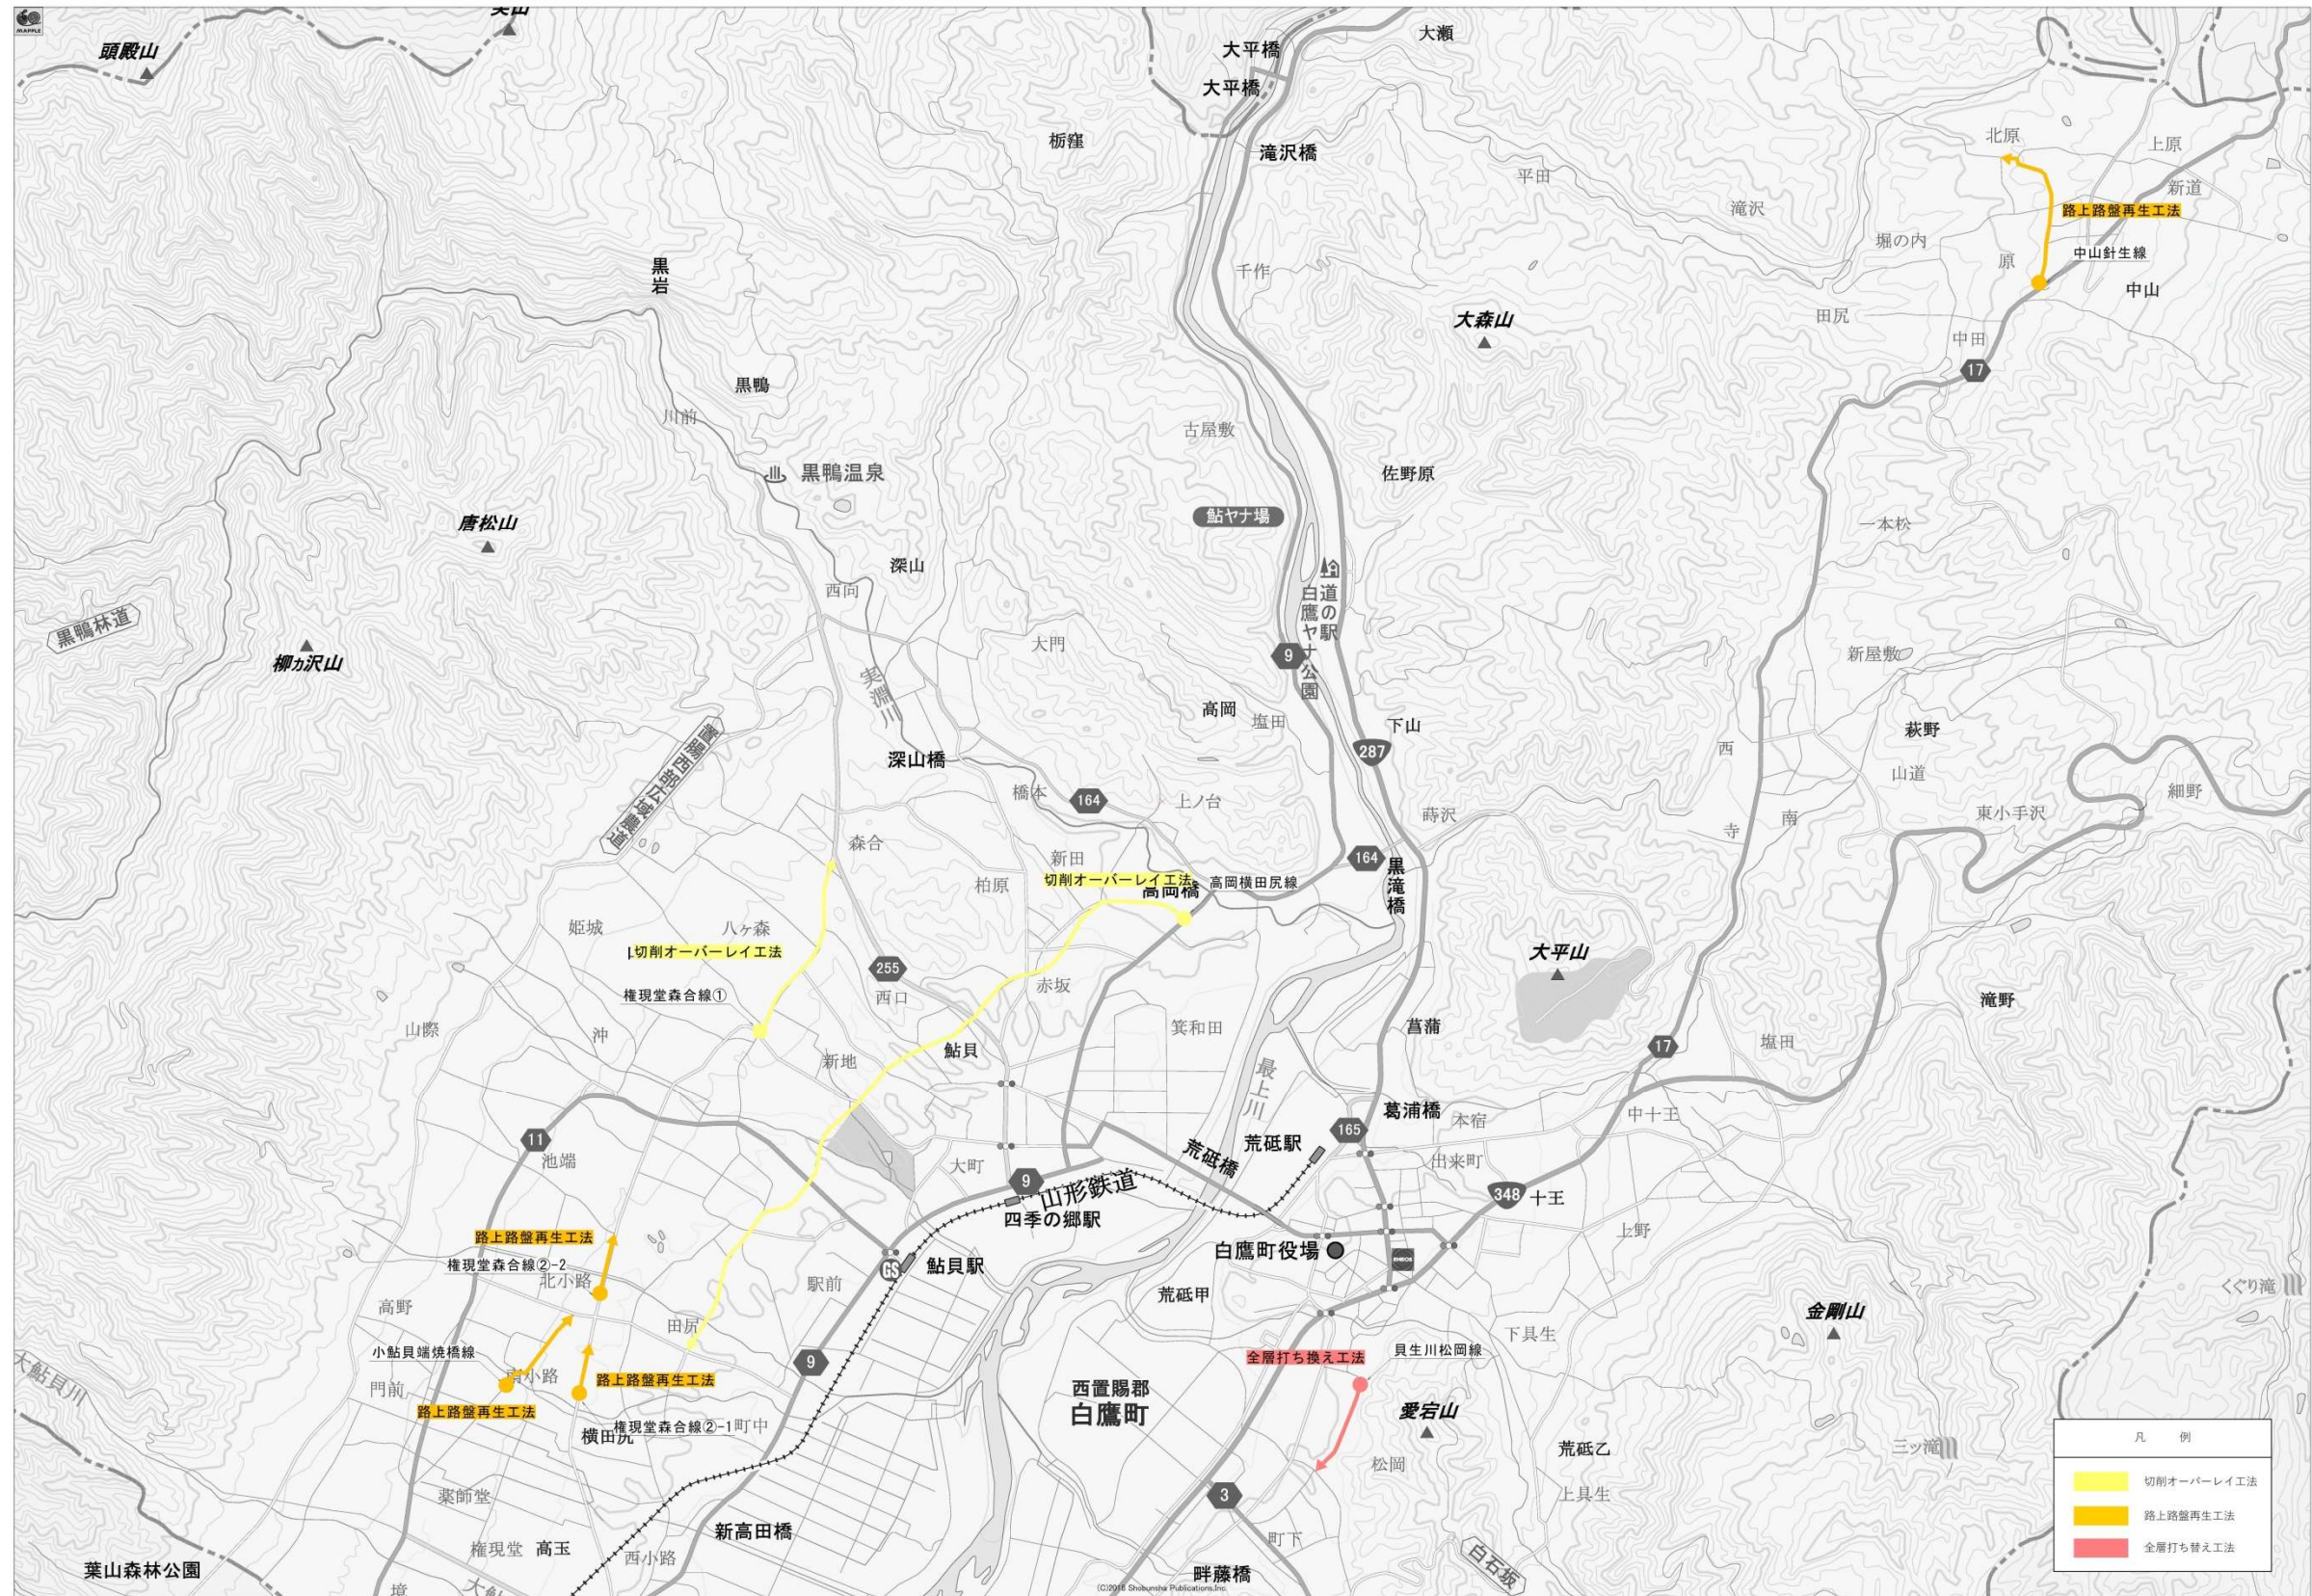 MAPPLE
頭殿山
大平橋
大平橋
大瀬
栃窪
滝沢橋
平田
滝沢
北原
上原
新道
路上路盤再生工法
堀の内
原
中山針生線
中山
田尻
中田
17
黒岩
千作
大森山
黒鴨
川前
古屋敷
黒鴨温泉
佐野原
鮎ヤナ場
唐松山
一本松
深山
西向
道の駅
白鷹ヤナ公園
黒鴨林道
柳ヵ沢山
大門
9
新屋敷
実淵川
高岡
塩田
下山
287
萩野
西
山道
深山橋
橋本
164
上ノ台
細野
東小手沢
蒔沢
南
寺
森合
新田
164
黒滝橋
柏原
切削オーバーレイ工法
高岡橋
高岡横田尻線
姫城
八ヶ森
切削オーバーレイ工法
大平山
255
西口
赤坂
権現堂森合線①
滝野
山際
沖
箕和田
菖蒲
17
塩田
新地
鮎貝
最上川
葛浦橋
本宿
中十王
11
池端
165
荒砥駅
荒砥橋
大町
出来町
9
山形鉄道
四季の郷駅
348
十王
上野
路上路盤再生工法
権現堂森合線②-2
北小路
白鷹町役場
ENEOS
GS
鮎貝駅
駅前
荒砥甲
くぐり滝
高野
田尻
金剛山
下具生
小鮎貝端焼橋線
全層打ち換え工法
貝生川松岡線
9
門前
南小路
路上路盤再生工法
大鮎貝川
西置賜郡
白鷹町
愛宕山
路上路盤再生工法
権現堂森合線②-1
町中
横田尻
荒砥乙
三ッ滝
松岡
凡 例
切削オーバーレイ工法
路上路盤再生工法
全層打ち替え工法
薬師堂
3
上具生
新高田橋
町下
権現堂
高玉
西小路
白石坂
葉山森林公園
畔藤橋
境
(C)2018 Shobunsha Publications,Inc.